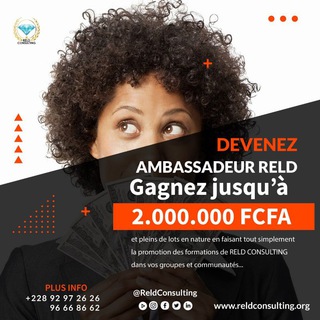 RELD
CONSULTING
DEVENEZ
AMBASSADEUR RELD
Gagnez jusqu'à
2.000.000 FCFA
et pleins de lots en nature en faisant tout simplement
la promotion des formations de RELD CONSULTING
dans vos groupes et communautés...
PLUS INFO
+228 92 97 26 26
96 66 86 62
@ReldConsulting
www.reldconsulting.org